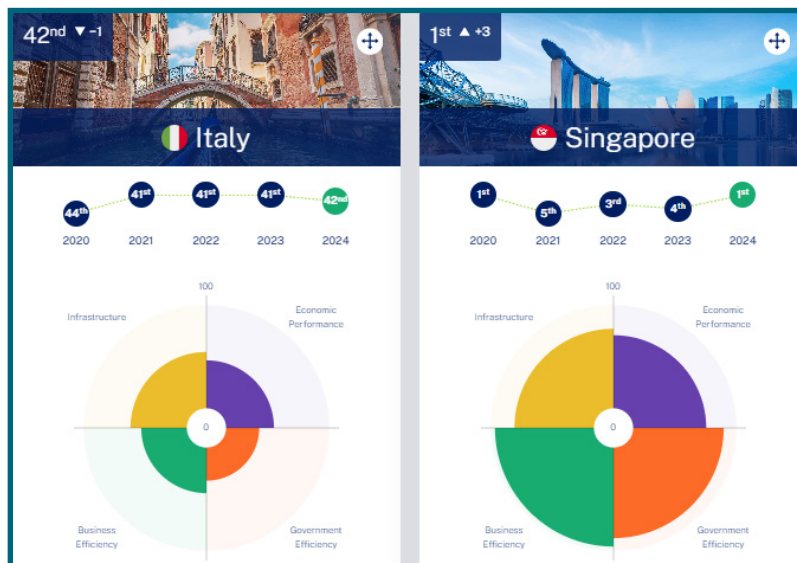 42nd ▼ −1
Italy
44th 41st 41st 41st 42nd
2020 2021 2022 2023 2024
100
Infrastructure
Economic
Performance
0
Business
Efficiency
Government
Efficiency
1st ▲ +3
Singapore
1st 5th 3rd 4th 1st
2020 2021 2022 2023 2024
100
Infrastructure
Economic
Performance
0
Business
Efficiency
Government
Efficiency